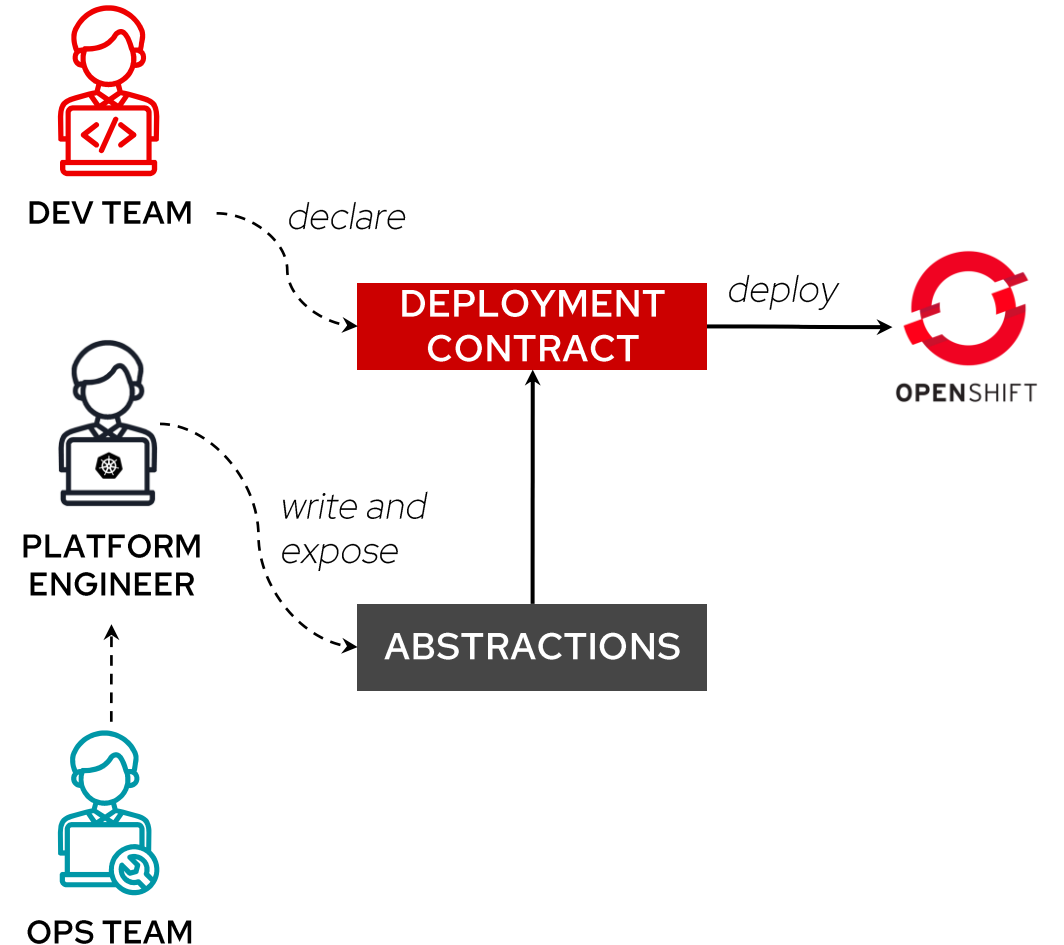 DEV TEAM
declare
DEPLOYMENT
CONTRACT
deploy
OPENSHIFT
PLATFORM
ENGINEER
write and
expose
ABSTRACTIONS
OPS TEAM